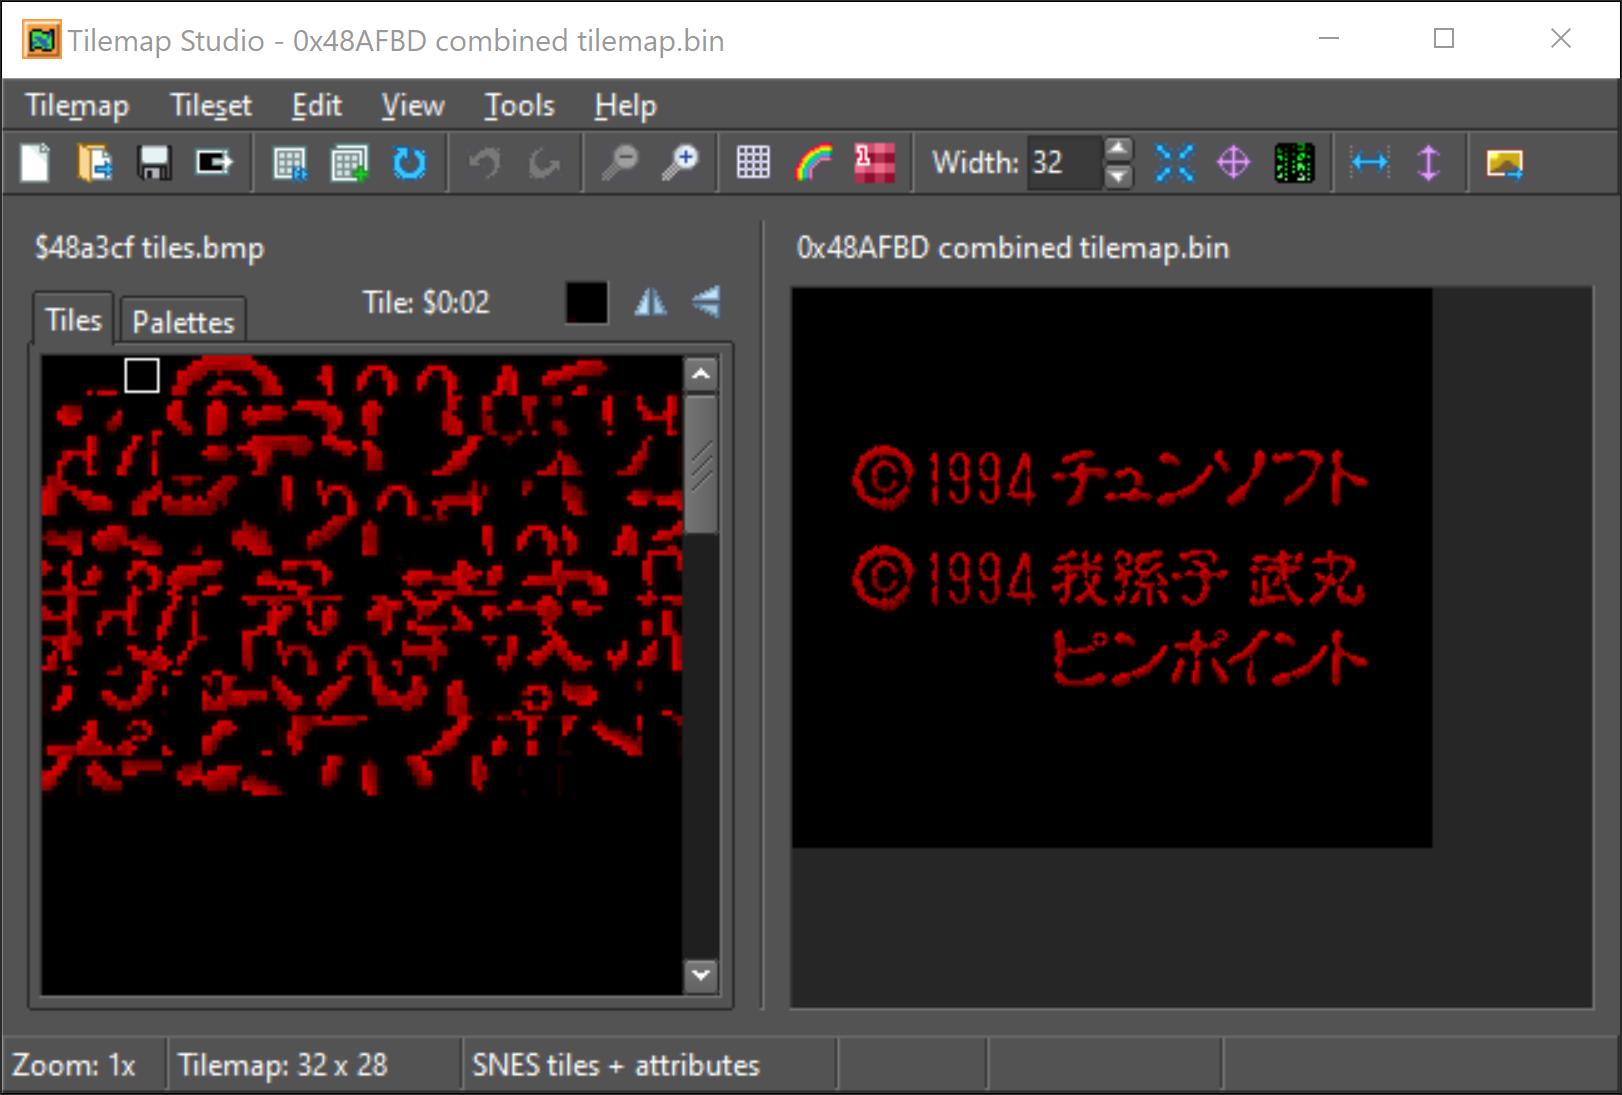 Tilemap Studio - 0x48AFBD combined tilemap.bin
Tilemap Tileset Edit View Tools Help
1 Width: 32
$48a3cf tiles.bmp
Tile: $0:02
Tiles Palettes
0x48AFBD combined tilemap.bin
©1994 チュンソフト
©1994 我孫子 武丸
ピンポイント
Zoom: 1x Tilemap: 32 x 28 SNES tiles + attributes